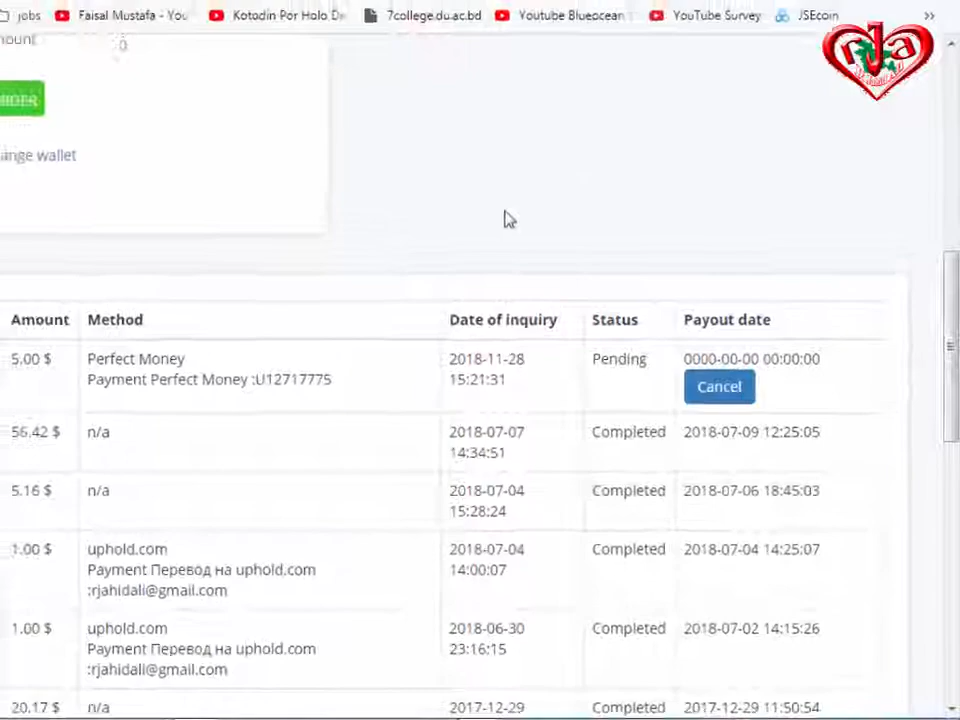 jobs Faisal Mustafa - You Kotodin Por Holo De 7college.du.ac.bd Youtube Blueocean YouTube Survey JSEcoin »
mount 0
rja
ange wallet
Amount Method Date of inquiry Status Payout date
5.00 $ Perfect Money 2018-11-28 Pending 0000-00-00 00:00:00
Payment Perfect Money :U12717775 15:21:31 Cancel
56.42 $ n/a 2018-07-07 Completed 2018-07-09 12:25:05
14:34:51
5.16 $ n/a 2018-07-04 Completed 2018-07-06 18:45:03
15:28:24
1.00 $ uphold.com 2018-07-04 Completed 2018-07-04 14:25:07
Payment Перевод на uphold.com 14:00:07
:rjahidali@gmail.com
1.00 $ uphold.com 2018-06-30 Completed 2018-07-02 14:15:26
Payment Перевод на uphold.com 23:16:15
:rjahidali@gmail.com
20.17 $ n/a 2017-12-29 Completed 2017-12-29 11:50:54